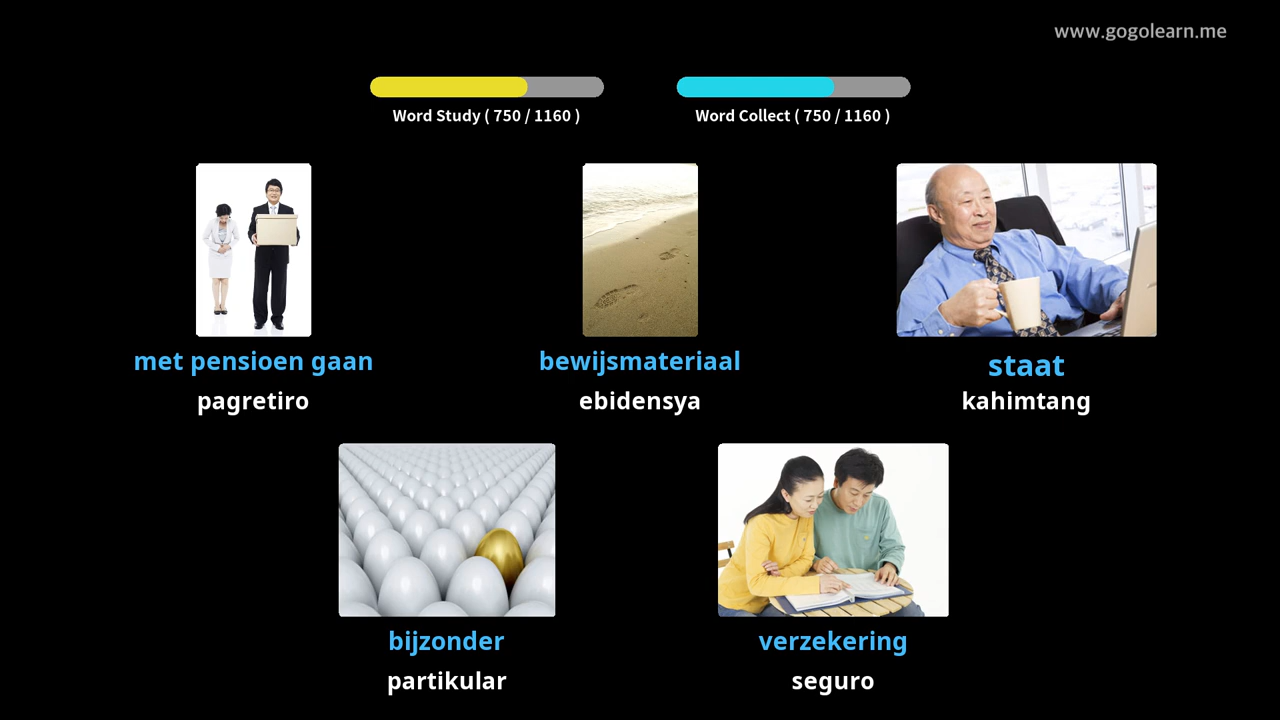 www.gogolearn.me
Word Study ( 750 / 1160 )
Word Collect ( 750 / 1160 )
met pensioen gaan
pagretiro
bewijsmateriaal
ebidensya
staat
kahimtang
bijzonder
partikular
verzekering
seguro